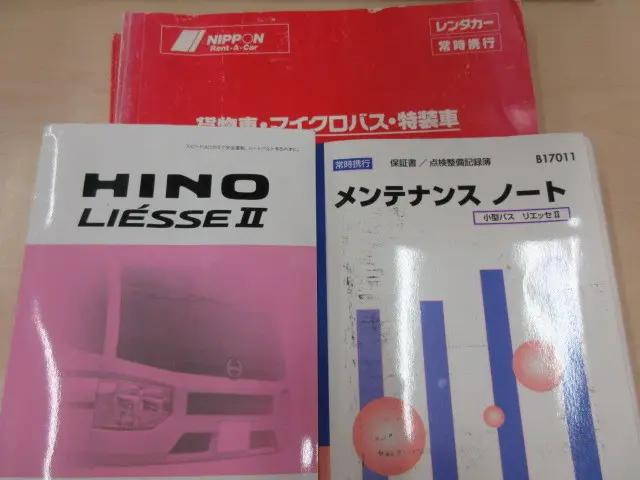 NIPPON
Rent-A-Car
レンタカー
常時携行
貨物車・マイクロバス・特装車
HINO
LIÉSSE II
常時携行
保証書／点検整備記録簿
B17011
メンテナンス ノート
小型バス リエッセⅡ